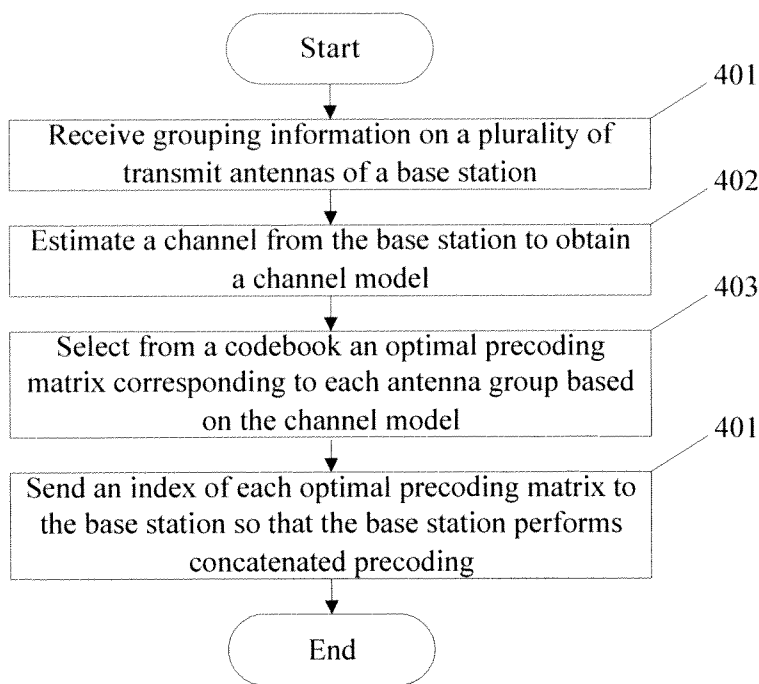 Start
401
Receive grouping information on a plurality of
transmit antennas of a base station
402
Estimate a channel from the base station to obtain
a channel model
403
Select from a codebook an optimal precoding
matrix corresponding to each antenna group based
on the channel model
401
Send an index of each optimal precoding matrix to
the base station so that the base station performs
concatenated precoding
End